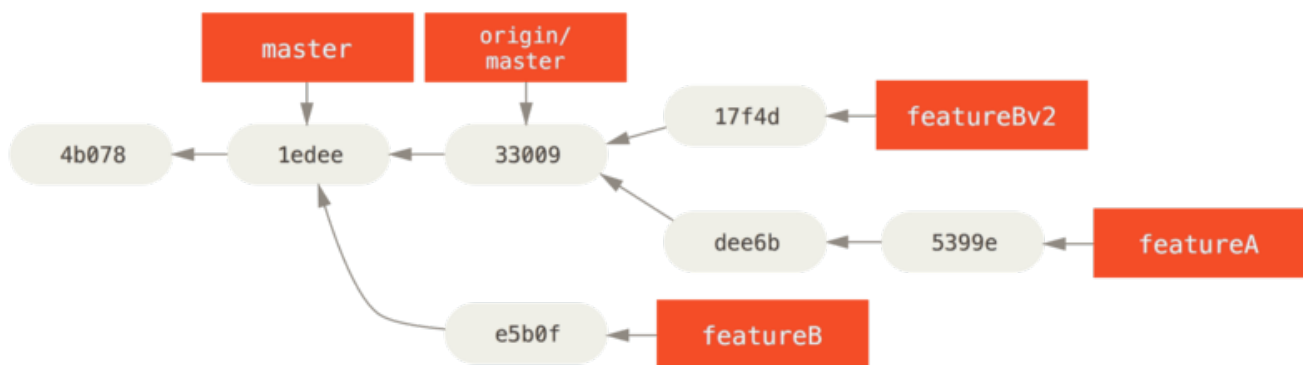 master
origin/
master
17f4d
featureBv2
4b078
1edee
33009
dee6b
5399e
featureA
e5b0f
featureB